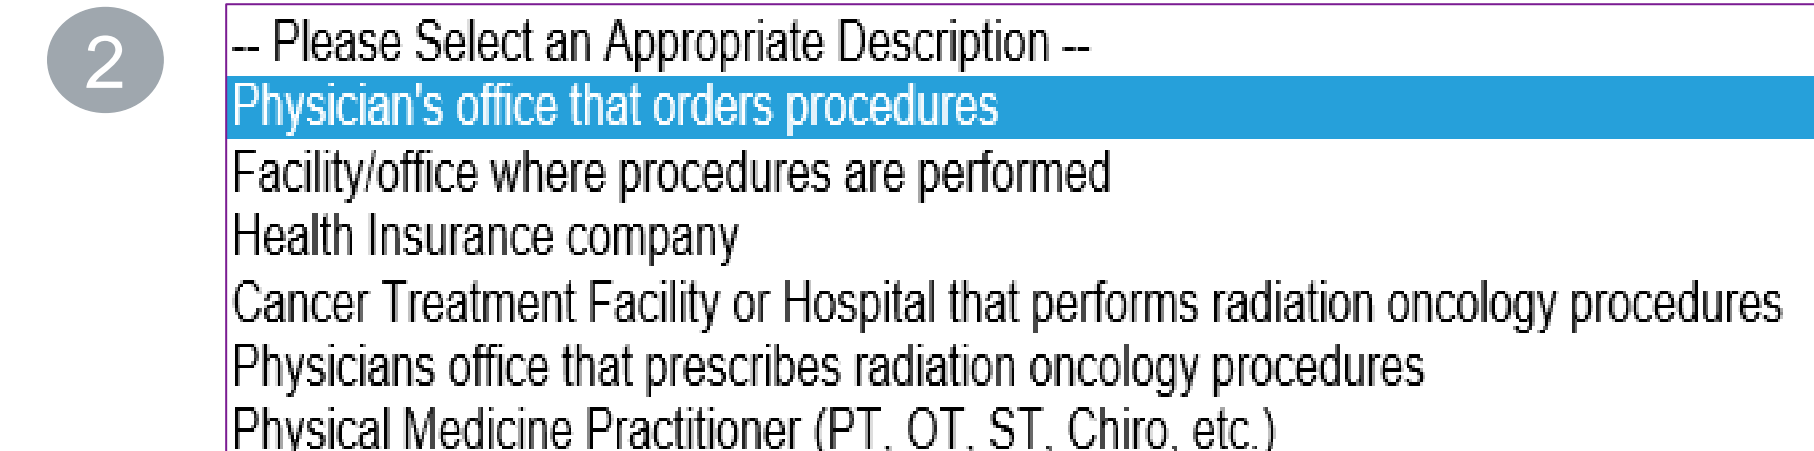 2
-- Please Select an Appropriate Description --
Physician's office that orders procedures
Facility/office where procedures are performed
Health Insurance company
Cancer Treatment Facility or Hospital that performs radiation oncology procedures
Physicians office that prescribes radiation oncology procedures
Physical Medicine Practitioner (PT, OT, ST, Chiro, etc.)